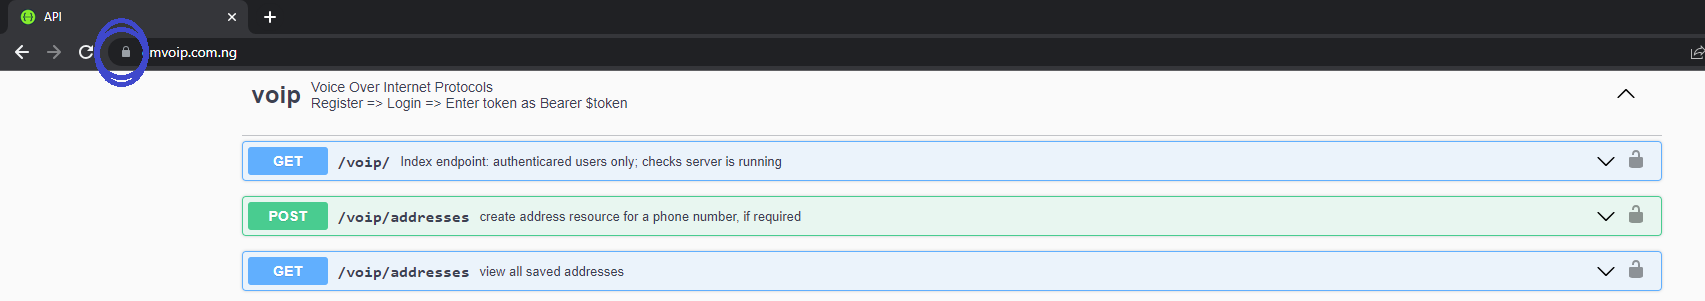 API
mvoip.com.ng
voip
Voice Over Internet Protocols
Register => Login => Enter token as Bearer $token
GET /voip/ Index endpoint: authenticared users only; checks server is running
POST /voip/addresses create address resource for a phone number, if required
GET /voip/addresses view all saved addresses